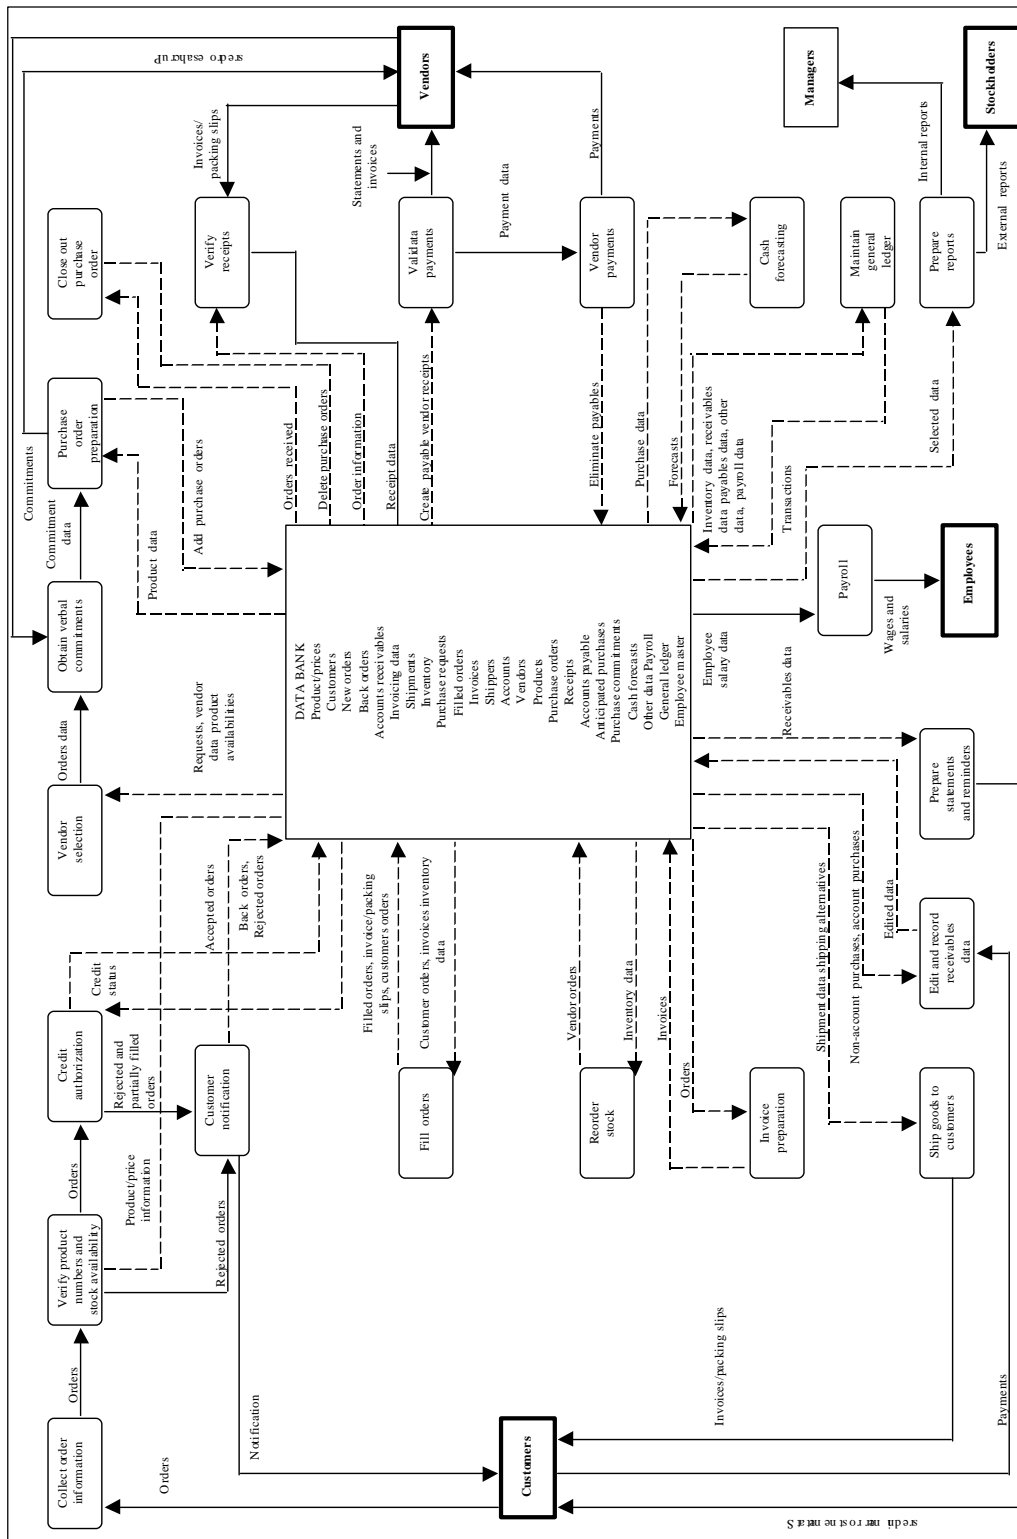 Collect order
information
Orders
Verify product
numbers and
stock availability
Orders
Credit
authorization
Rejected and
partially filled
orders
Credit
status
Product/price
information
Rejected orders
Customer
notification
Notification
Orders
Accepted orders
Back orders,
Rejected orders
Vendor
selection
Orders data
Requests, vendor
data product
availabilities
Obtain verbal
commitments
Commitment
data
Commitments
Purchase
order
preparation
Product data
Add purchase orders
Close out
purchase
order
Purchase orders
Orders received
Delete purchase orders
Order information
Receipt data
Create payable vendor receipts
Verify
receipts
Invoices/
packing slips
Vendors
Statements and
invoices
Validata
payments
Payment data
Vendor
payments
Payments
Eliminate payables
Purchase data
Forecasts
Cash
forecasting
Inventory data, receivables
data payables data, other
data, payroll data
Transactions
Maintain
general
ledger
Selected data
Prepare
reports
Internal reports
External reports
Managers
Stockholders
DATA BANK
Product/prices
Customers
New orders
Back orders
Accounts receivables
Invoicing data
Shipments
Inventory
Purchase requests
Filled orders
Invoices
Shippers
Accounts
Vendors
Products
Purchase orders
Receipts
Accounts payable
Anticipated purchases
Purchase commitments
Cash forecasts
Other data Payroll
General ledger
Employee master
Employee
salary data
Payroll
Wages and
salaries
Employees
Receivables data
Prepare
statements
and reminders
Edited data
Non-account purchases, account purchases
Shipment data shipping alternatives
Edit and record
receivables
data
Filled orders, invoice/packing
slips, customers orders
Customer orders, invoices inventory
data
Fill orders
Vendor orders
Inventory data
Reorder
stock
Invoices
Orders
Invoice
preparation
Ship goods to
customers
Invoices/packing slips
Customers
Payments